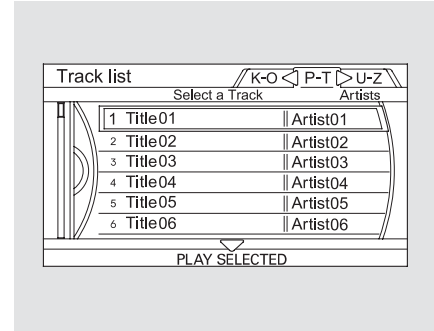 Track list K-O P-T U-Z
Select a Track Artists
1 Title01 Artist01
2 Title02 Artist02
3 Title03 Artist03
4 Title04 Artist04
5 Title05 Artist05
6 Title06 Artist06
PLAY SELECTED